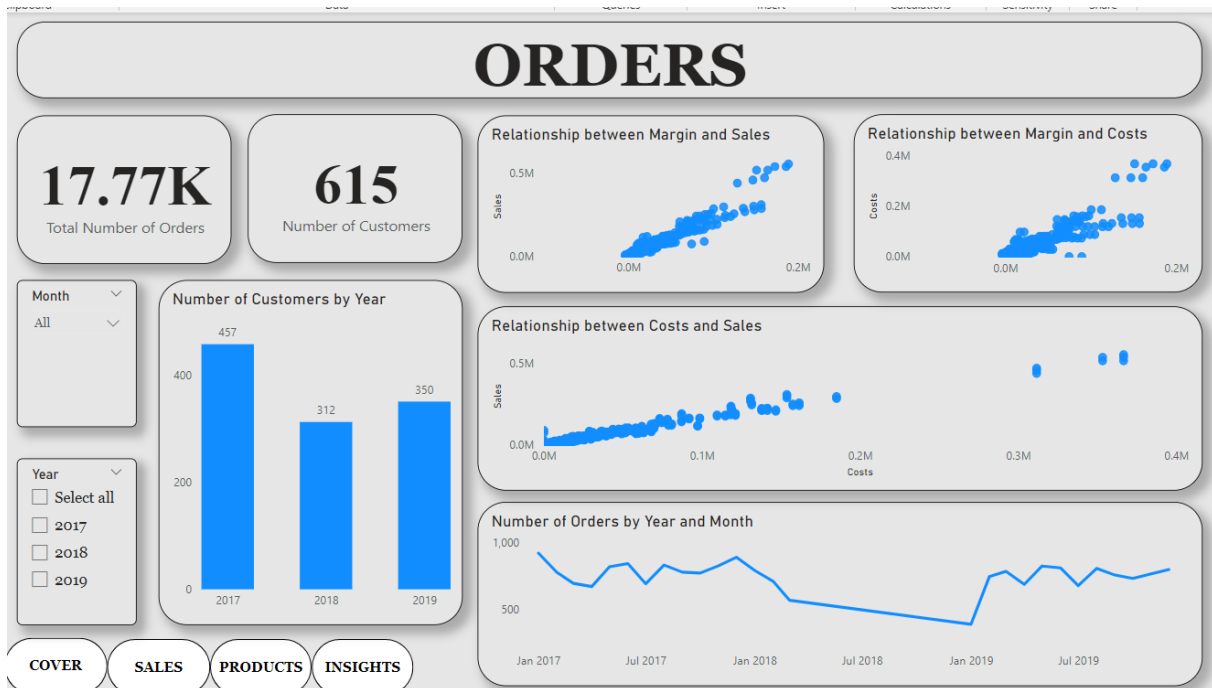 ORDERS
17.77K
Total Number of Orders
615
Number of Customers
Relationship between Margin and Sales
0.5M
Sales
0.0M
0.0M
0.2M
Relationship between Margin and Costs
0.4M
Costs
0.2M
0.0M
0.0M
0.2M
Month
All
Number of Customers by Year
457
400
350
312
200
0
2017
2018
2019
Relationship between Costs and Sales
0.5M
Sales
0.0M
0.0M
0.1M
0.2M
0.3M
0.4M
Costs
Year
Select all
2017
2018
2019
Number of Orders by Year and Month
1,000
500
Jan 2017
Jul 2017
Jan 2018
Jul 2018
Jan 2019
Jul 2019
COVER
SALES
PRODUCTS
INSIGHTS